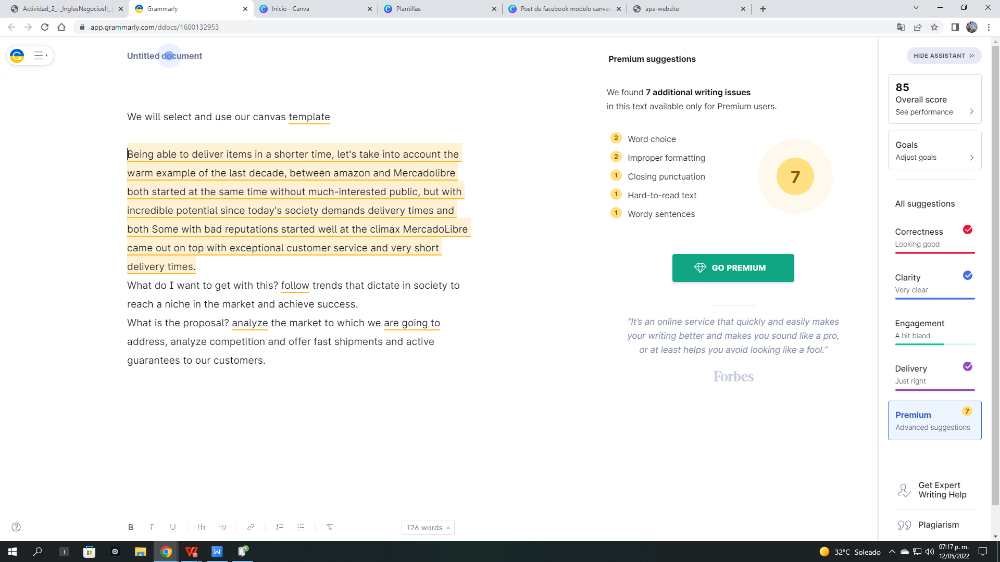 Actividad_2_-_InglesNegociosII_.p
Grammarly
Inicio - Canva
Plantillas
Post de facebook modelo canvas
apa-website
app.grammarly.com/ddocs/1600132953
Untitled document
We will select and use our canvas template
Being able to deliver items in a shorter time, let's take into account the
warm example of the last decade, between amazon and Mercadolibre
both started at the same time without much-interested public, but with
incredible potential since today's society demands delivery times and
both Some with bad reputations started well at the climax MercadoLibre
came out on top with exceptional customer service and very short
delivery times.
What do I want to get with this? follow trends that dictate in society to
reach a niche in the market and achieve success.
What is the proposal? analyze the market to which we are going to
address, analyze competition and offer fast shipments and active
guarantees to our customers.
B I U H1 H2
126 words
Premium suggestions
We found 7 additional writing issues
in this text available only for Premium users.
2 Word choice
2 Improper formatting
1 Closing punctuation
1 Hard-to-read text
1 Wordy sentences
7
GO PREMIUM
“It’s an online service that quickly and easily makes
your writing better and makes you sound like a pro,
or at least helps you avoid looking like a fool.”
Forbes
HIDE ASSISTANT
85
Overall score
See performance
Goals
Adjust goals
All suggestions
Correctness
Looking good
Clarity
Very clear
Engagement
A bit bland
Delivery
Just right
Premium 7
Advanced suggestions
Get Expert
Writing Help
Plagiarism
32°C Soleado
07:17 p. m.
12/05/2022